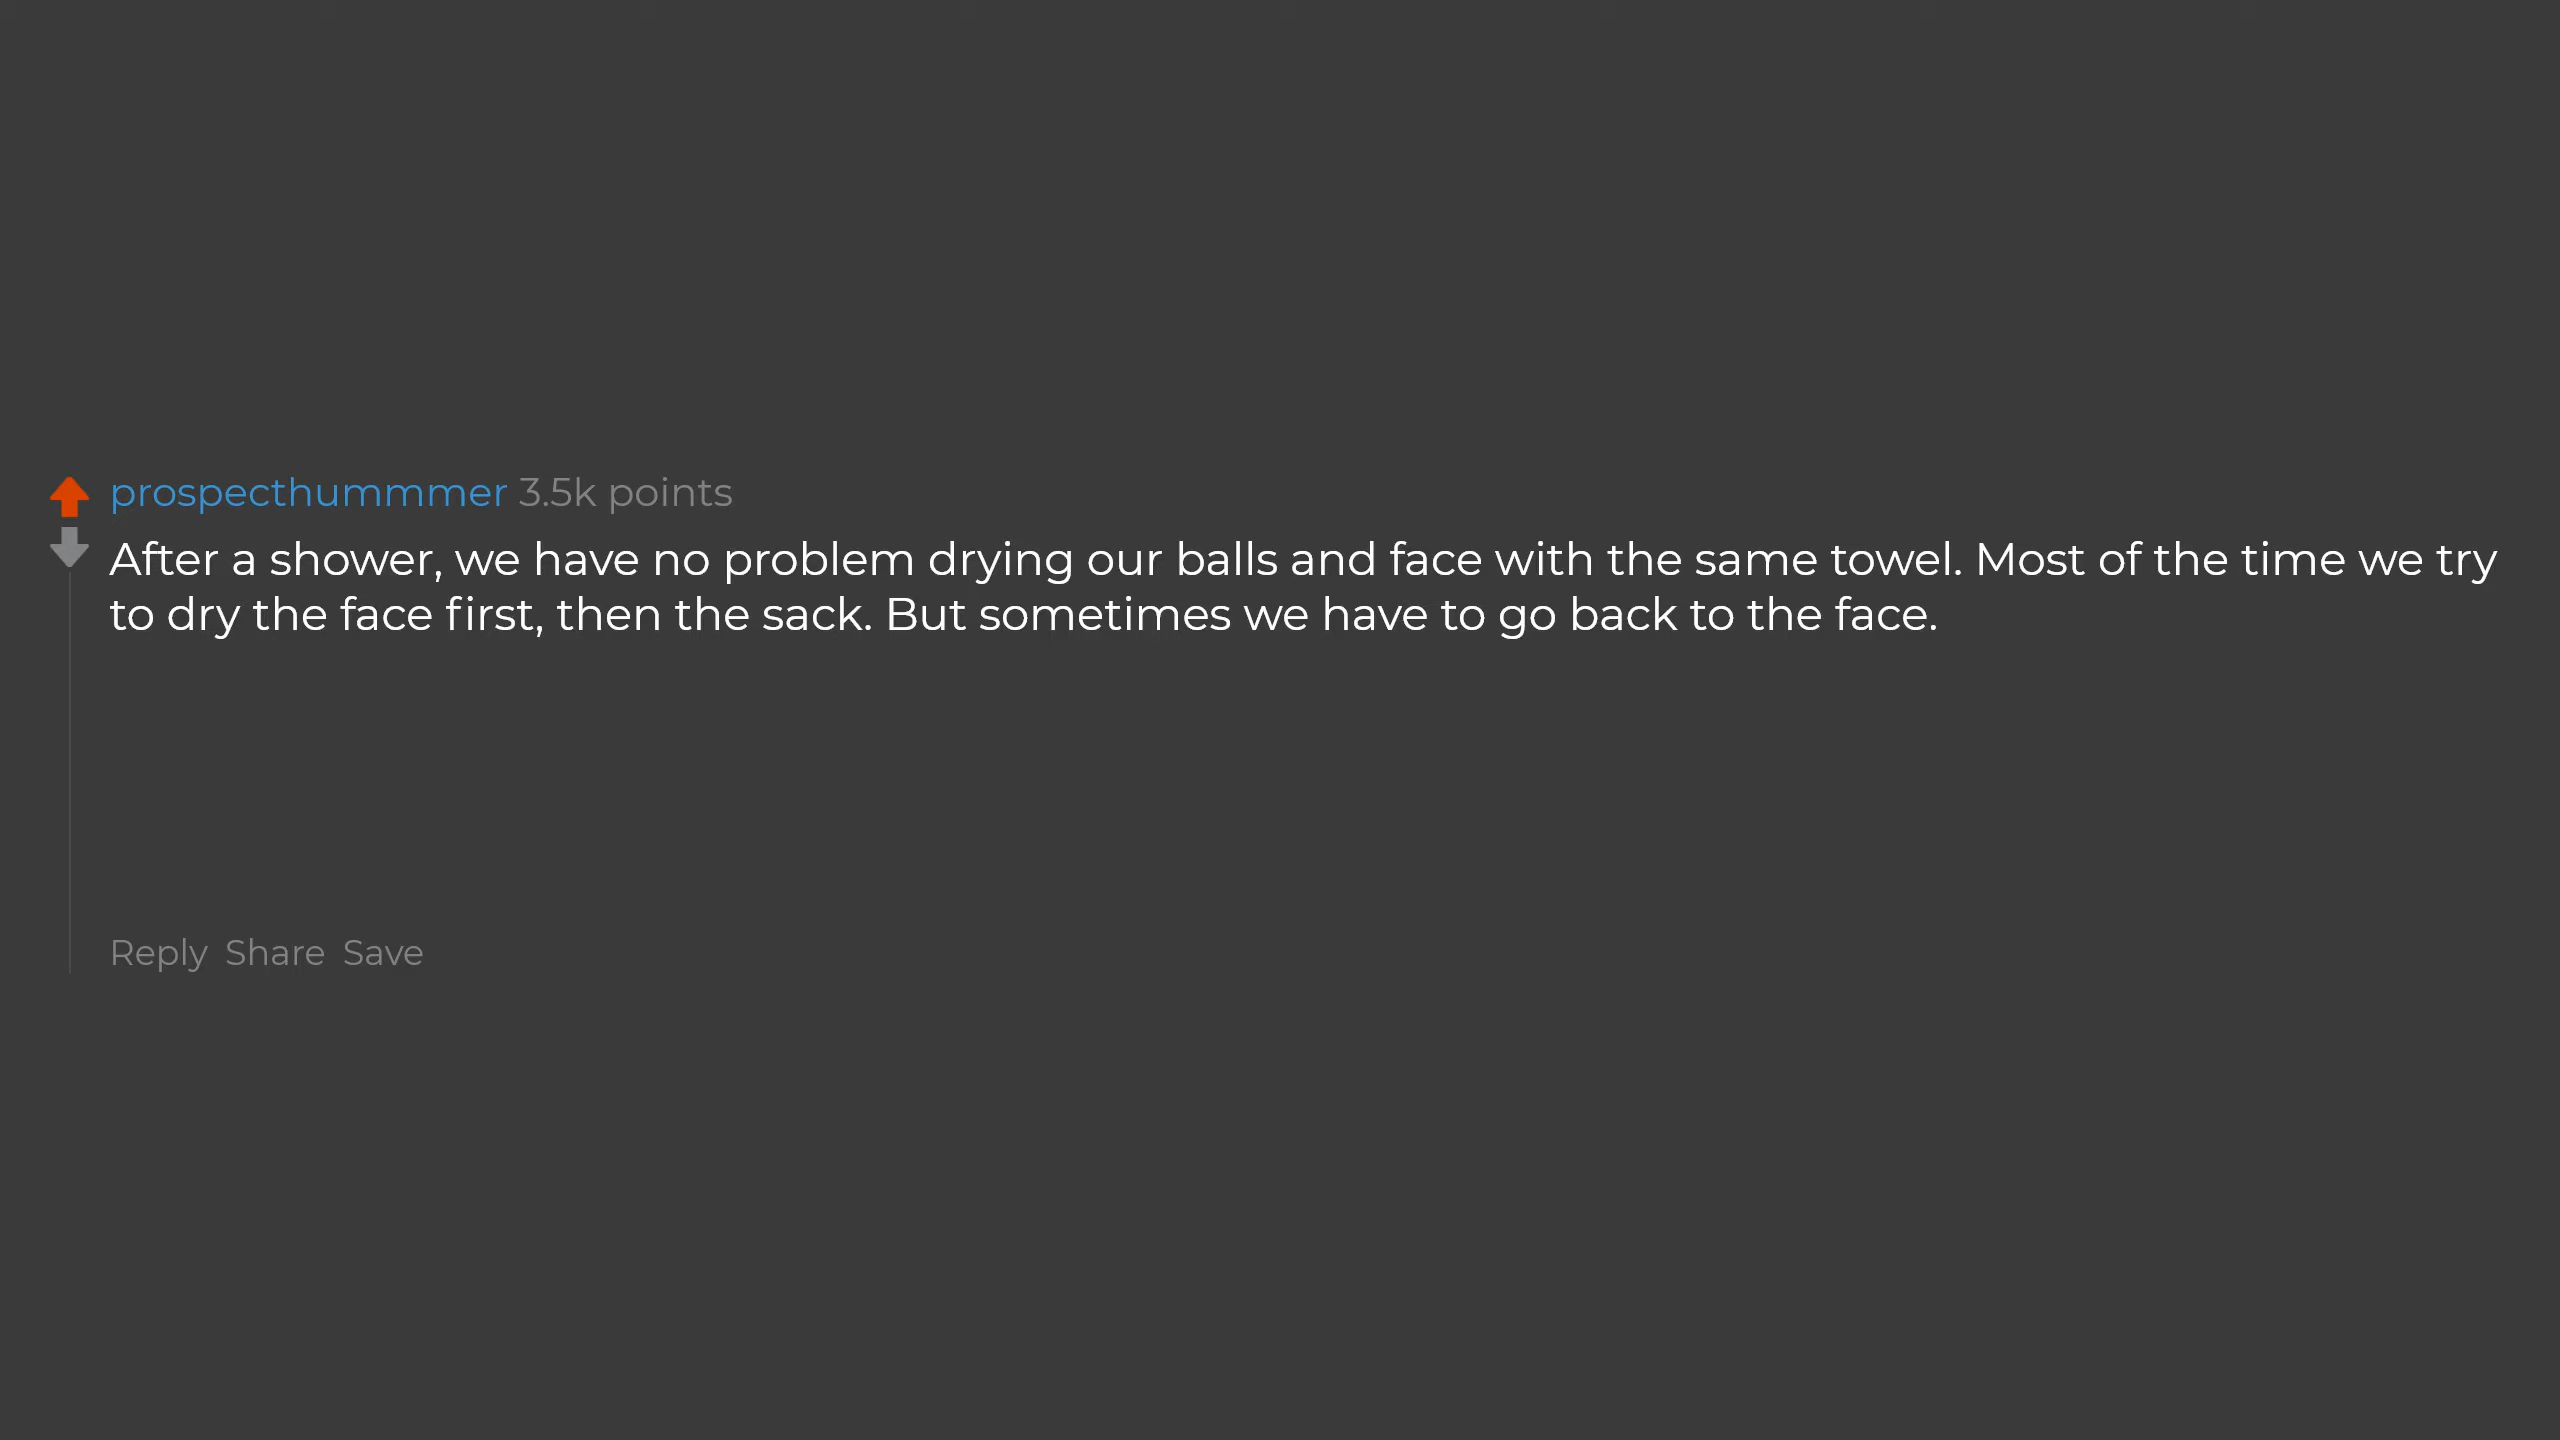 prospecthummmer 3.5k points
After a shower, we have no problem drying our balls and face with the same towel. Most of the time we try
to dry the face first, then the sack. But sometimes we have to go back to the face.
Reply Share Save